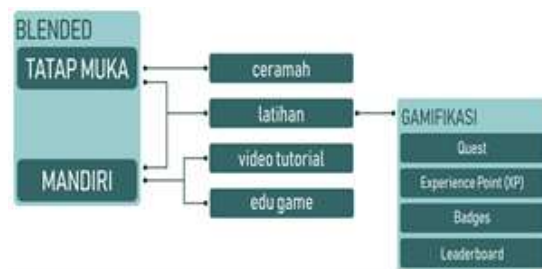 BLENDED
TATAP MUKA
MANDIRI
ceramah
latihan
video tutorial
edu game
GAMIFIKASI
Quest
Experience Point (XP)
Badges
Leaderboard